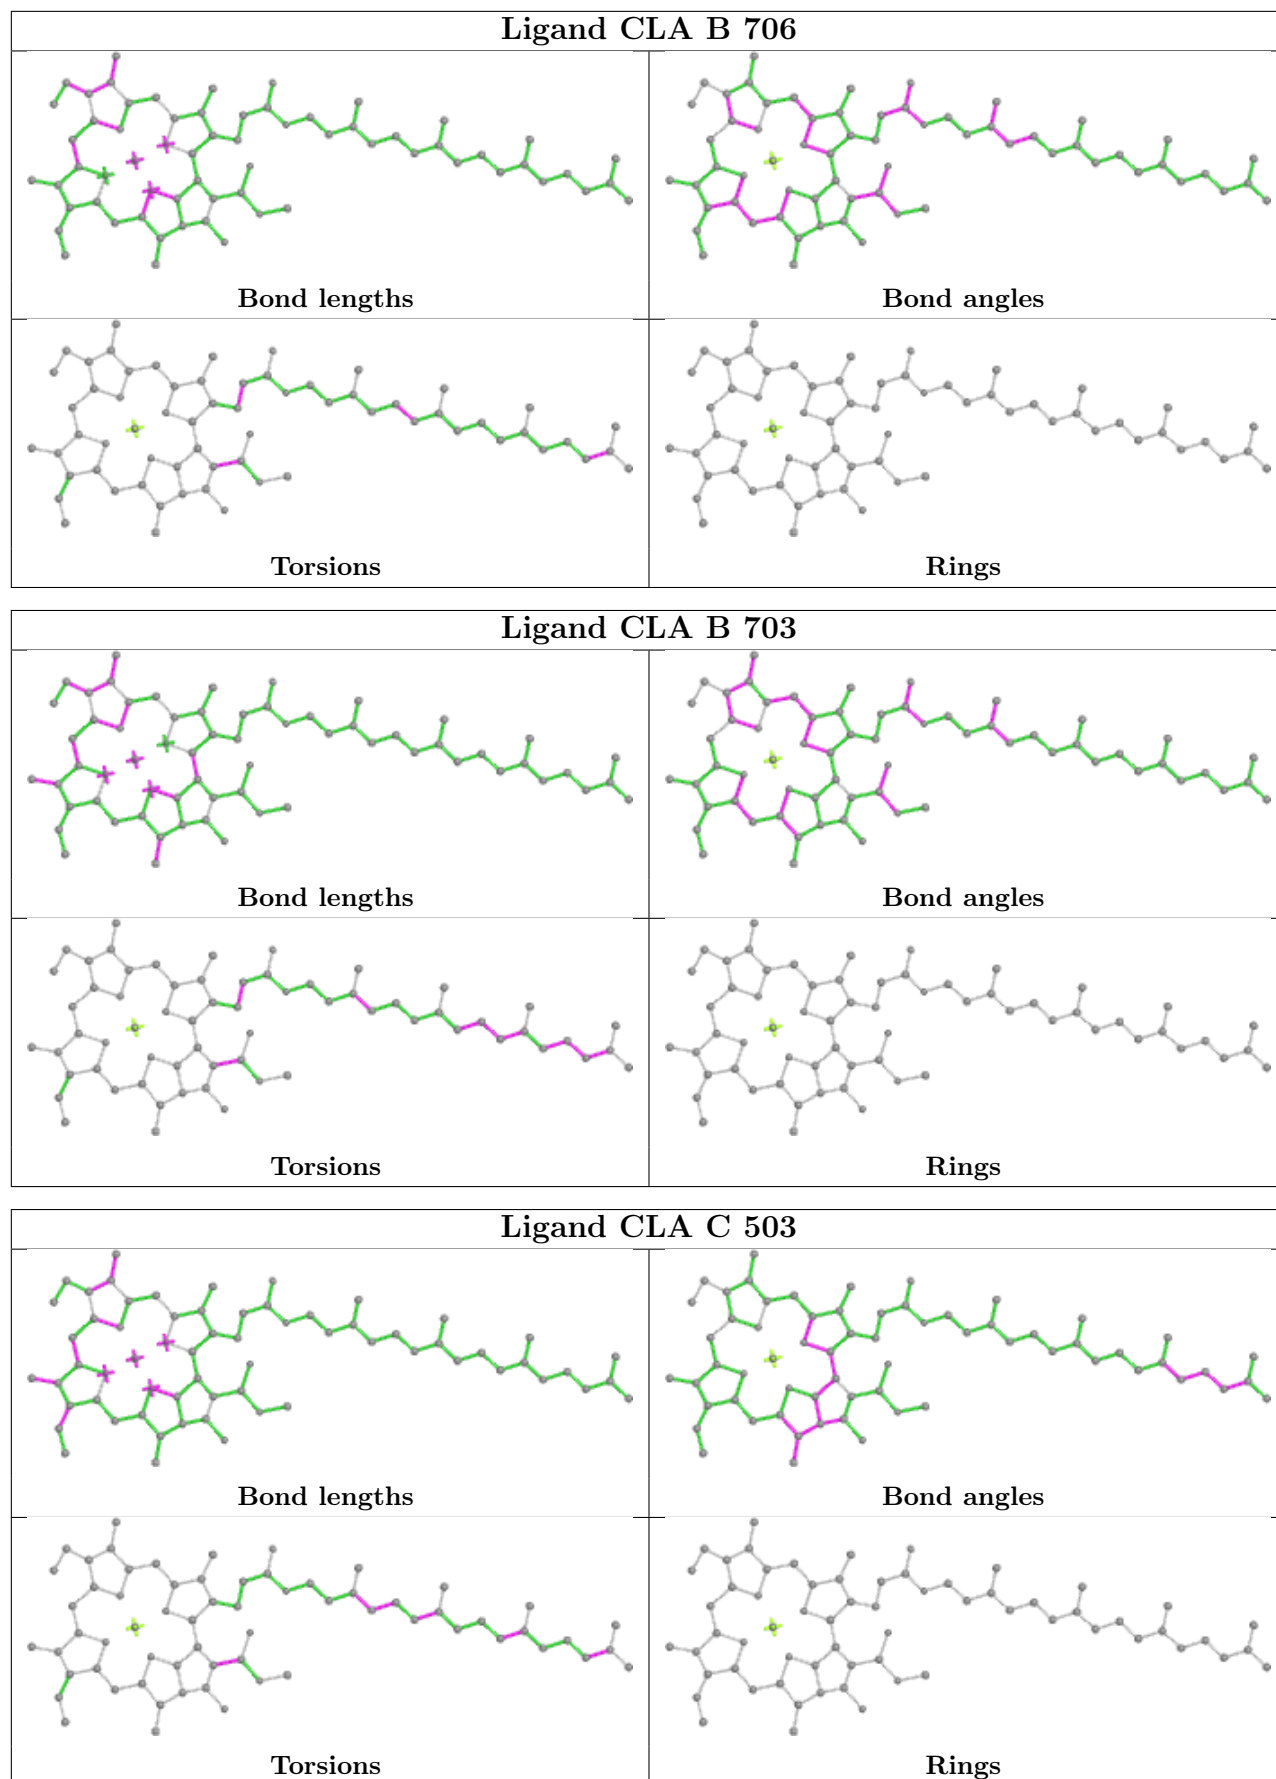 Ligand CLA B 706
Bond lengths
Bond angles
Torsions
Rings
Ligand CLA B 703
Bond lengths
Bond angles
Torsions
Rings
Ligand CLA C 503
Bond lengths
Bond angles
Torsions
Rings